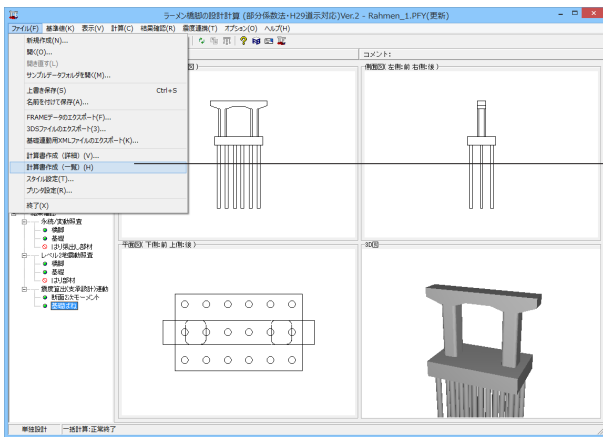 ラーメン橋脚の設計計算 (部分係数法・H29道示対応)Ver.2 - Rahmen_1.PFY(更新)
ファイル(F) 基準値(K) 表示(V) 計算(C) 結果確認(R) 震度連携(T) オプション(O) ヘルプ(H)
新規作成(N)...
開く(O)...
開き直す(L)
サンプルデータフォルダを開く(M)...
上書き保存(S) Ctrl+S
名前を付けて保存(A)...
FRAMEデータのエクスポート(F)...
3DSファイルのエクスポート(3)...
基礎連動用XMLファイルのエクスポート(K)...
計算書作成（詳細）(V)...
計算書作成（一覧）(H)
スタイル設定(T)...
プリンタ設定(R)...
終了(X)
コメント:
側面図( 左側:前 右側:後 )
永続/変動照査
橋脚
基礎
はり張出し部材
レベル2地震動照査
橋脚
基礎
はり部材
震度算出(支承設計)連動
断面2次モーメント
基礎ばね
平面図( 下側:前 上側:後 )
3D図
単独設計 一括計算:正常終了